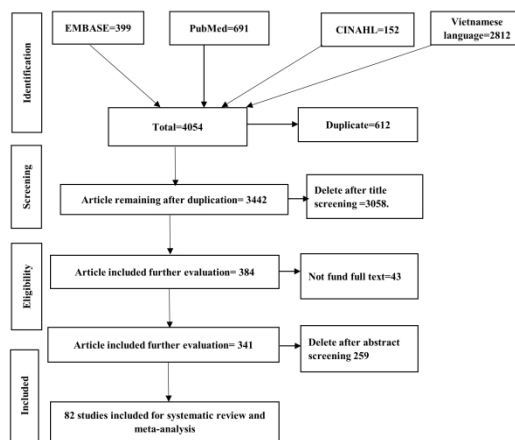 EMBASE=399
PubMed=691
CINAHL=152
Vietnamese
language=2812
Identification
Total=4054
Duplicate=612
Screening
Article remaining after duplication= 3442
Delete after title
screening =3058.
Eligibility
Article included further evaluation= 384
Not fund full text=43
Article included further evaluation= 341
Delete after abstract
screening 259
Included
82 studies included for systematic review and
meta-analysis